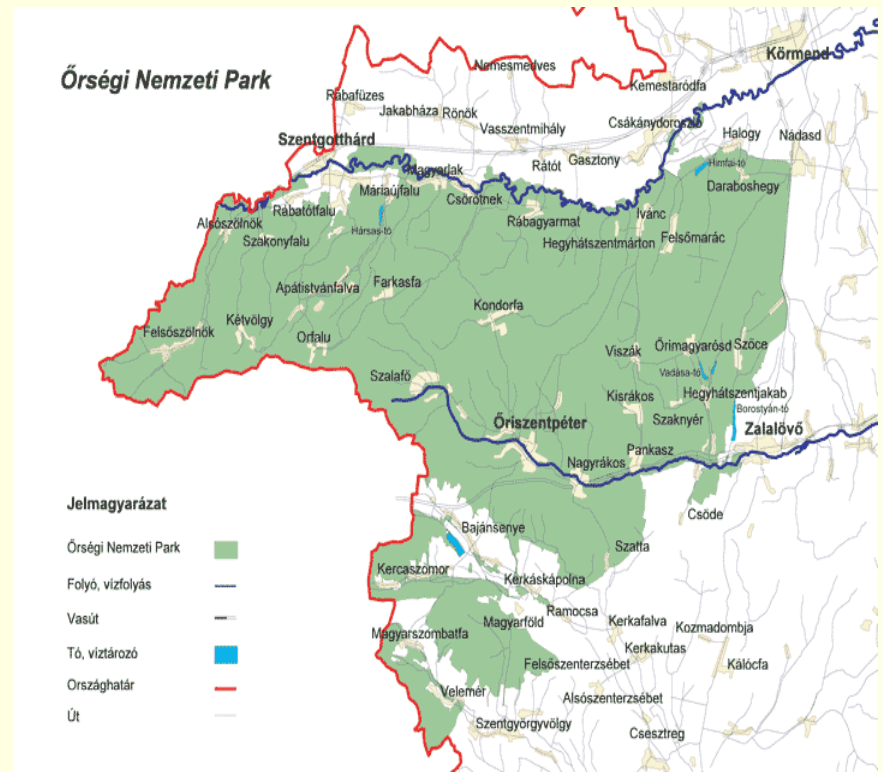 Őrségi Nemzeti Park
Körmend
Nemesmedves
Kemestaródfa
Rábafüzes
Jakabháza
Rönök
Csákánydoroszló
Vasszentmihály
Szentgotthárd
Halogy
Nádasd
Rátót
Gasztony
Himfai-tó
Magyarlak
Daraboshegy
Máriaújfalu
Csörötnek
Rábatótfalu
Rábagyarmat
Ivánc
Alsószölnök
Hársas-tó
Szakonyfalu
Hegyhátszentmárton
Felsőmarác
Apátistvánfalva
Farkasfa
Kondorfa
Kétvölgy
Felsőszölnök
Orfalu
Viszák
Őrimagyarósd
Szőce
Vadása-tó
Szalafő
Kisrákos
Hegyhátszentjakab
Borostyán-tó
Szaknyér
Őriszentpéter
Zalalövő
Pankasz
Nagyrákos
Jelmagyarázat
Csöde
Bajánsenye
Őrségi Nemzeti Park
Szatta
Kercaszomor
Folyó, vízfolyás
Kerkáskápolna
Ramocsa
Vasút
Magyarföld
Kerkafalva
Kozmadombja
Magyarszombatfa
Kerkakutas
Tó, víztározó
Felsőszenterzsébet
Kálócfa
Országhatár
Velemér
Alsószenterzsébet
Út
Szentgyörgyvölgy
Csesztreg